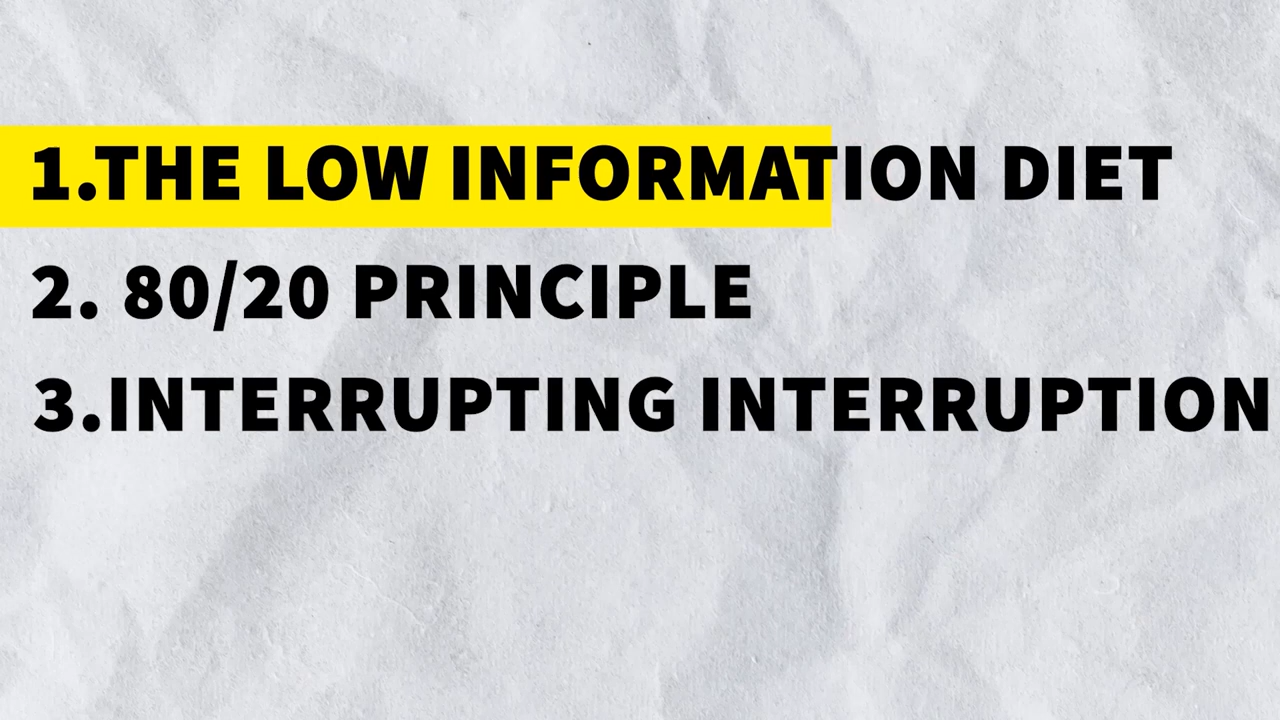 1.THE LOW INFORMATION DIET
2. 80/20 PRINCIPLE
3.INTERRUPTING INTERRUPTION